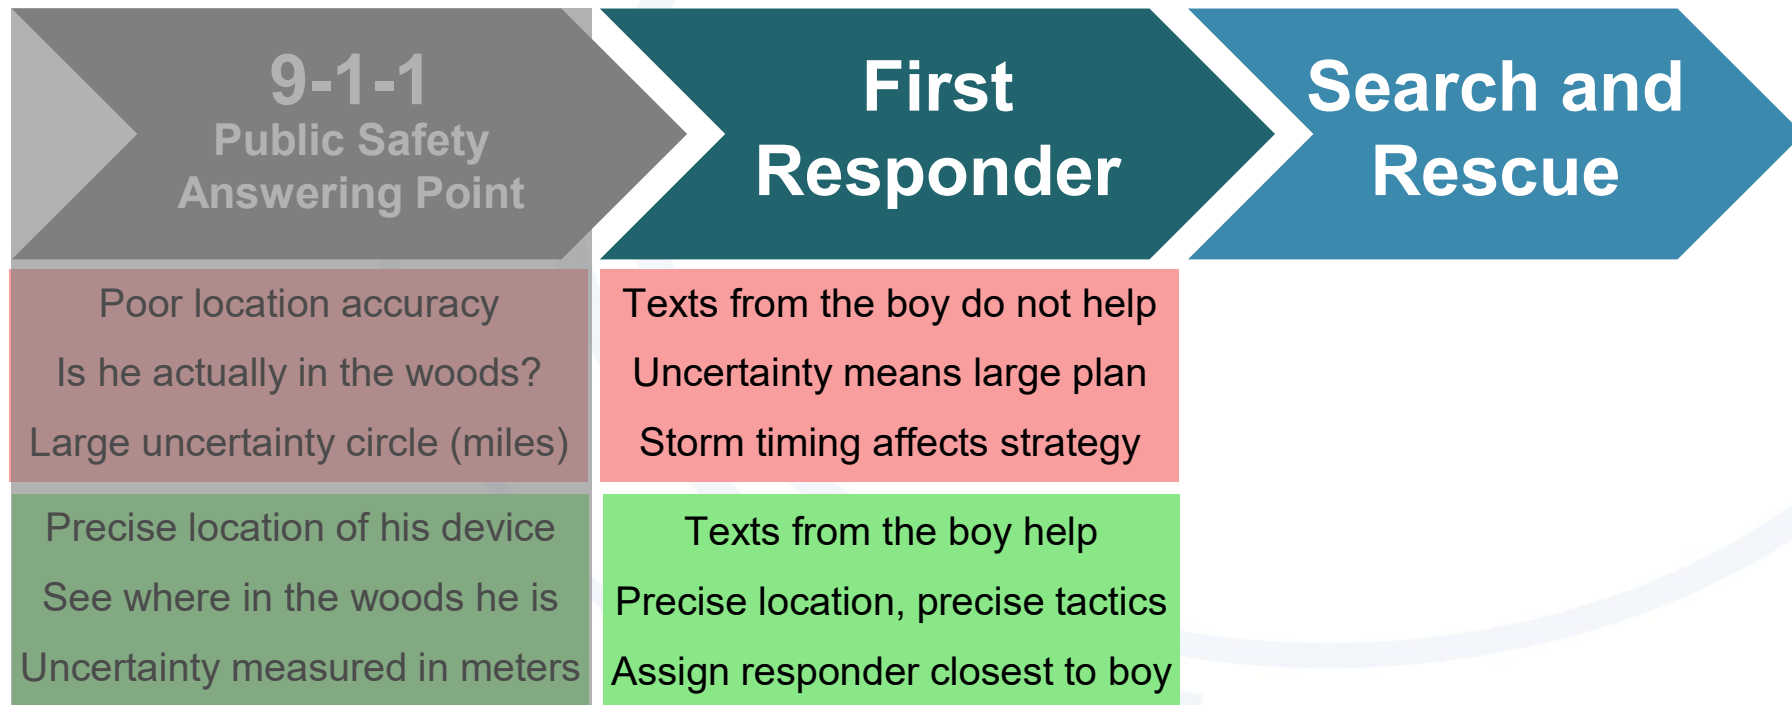 9-1-1
Public Safety
Answering Point
First
Responder
Search and
Rescue
Poor location accuracy
Is he actually in the woods?
Large uncertainty circle (miles)
Texts from the boy do not help
Uncertainty means large plan
Storm timing affects strategy
Precise location of his device
See where in the woods he is
Uncertainty measured in meters
Texts from the boy help
Precise location, precise tactics
Assign responder closest to boy